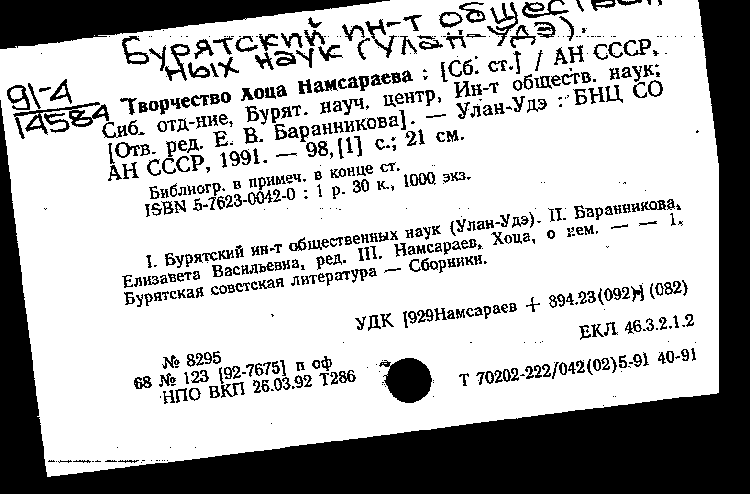 Бурятский ин-т обществен
ных наук (Улан-Удэ).
91-4
14584
Творчество Хоца Намсараева : [Сб. ст.] / АН СССР,
Сиб. отд-ние, Бурят. науч. центр, Ин-т обществ. наук;
[Отв. ред. Е. В. Баранникова]. — Улан-Удэ : БНЦ СО
АН СССР, 1991. — 98,[1] с.; 21 см.
Библиогр. в примеч. в конце ст.
ISBN 5-7623-0042-0 : 1 р. 30 к., 1000 экз.
I. Бурятский ин-т общественных наук (Улан-Удэ). II. Баранникова,
Елизавета Васильевна, ред. III. Намсараев, Хоца, о нем. — — 1.
Бурятская советская литература — Сборники.
УДК [929Намсараев + 894.23(092)] (082)
ЕКЛ 46.3.2.1.2
№ 8295
68 № 123 [92-7675] п оф
НПО ВКП 26.03.92 Т286
Т 70202-222/042(02)5-91 40-91